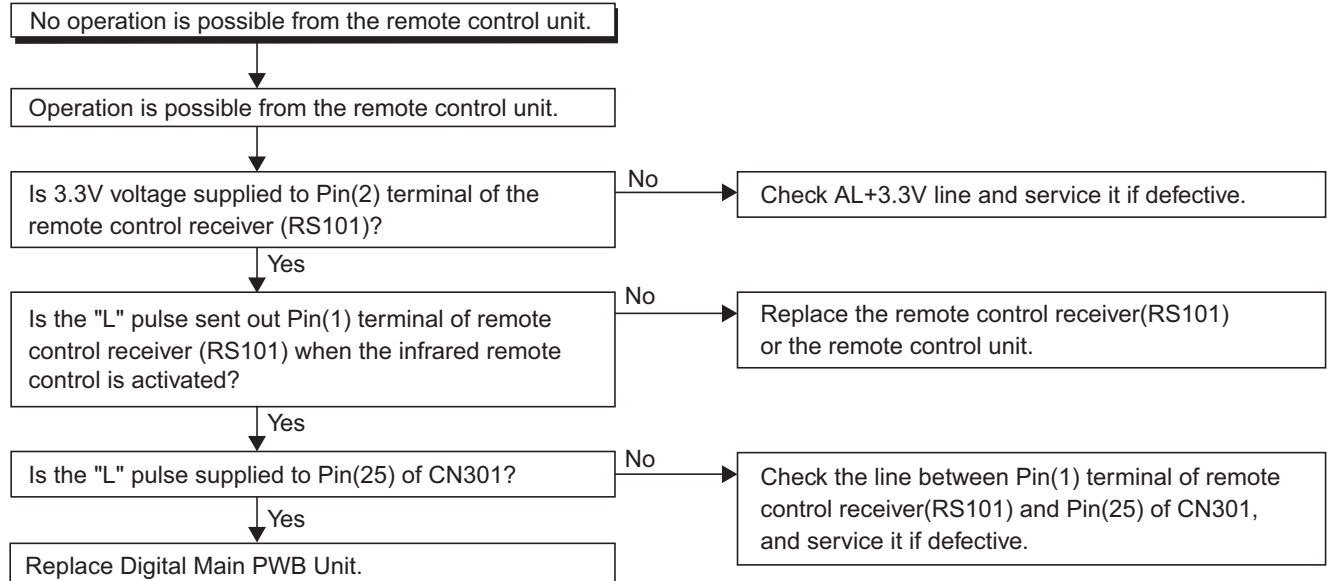 No operation is possible from the remote control unit.
Operation is possible from the remote control unit.
Is 3.3V voltage supplied to Pin(2) terminal of the
remote control receiver (RS101)?
No
Check AL+3.3V line and service it if defective.
Yes
Is the "L" pulse sent out Pin(1) terminal of remote
control receiver (RS101) when the infrared remote
control is activated?
No
Replace the remote control receiver(RS101)
or the remote control unit.
Yes
Is the "L" pulse supplied to Pin(25) of CN301?
No
Check the line between Pin(1) terminal of remote
control receiver(RS101) and Pin(25) of CN301,
and service it if defective.
Yes
Replace Digital Main PWB Unit.